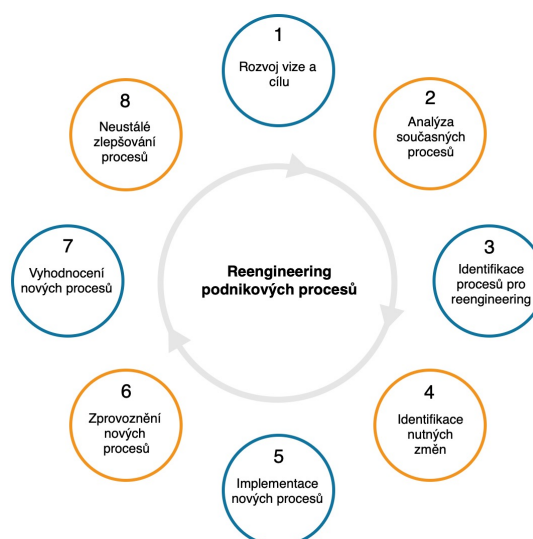 1
Rozvoj vize a
cílu
2
Analýza
současných
procesů
3
Identifikace
procesů pro
reengineering
4
Identifikace
nutných
změn
5
Implementace
nových procesů
6
Zprovoznění
nových
procesů
7
Vyhodnocení
nových procesů
8
Neustálé
zlepšování
procesů
Reengineering
podnikových procesů